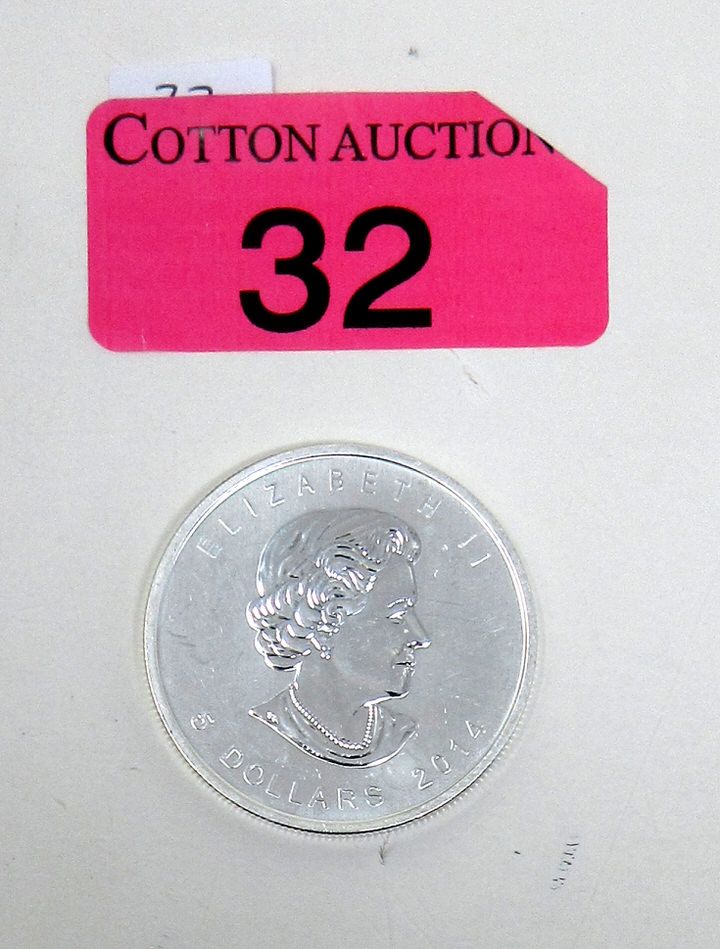 COTTON AUCTION
32
ELIZABETH II
5 DOLLARS 2014